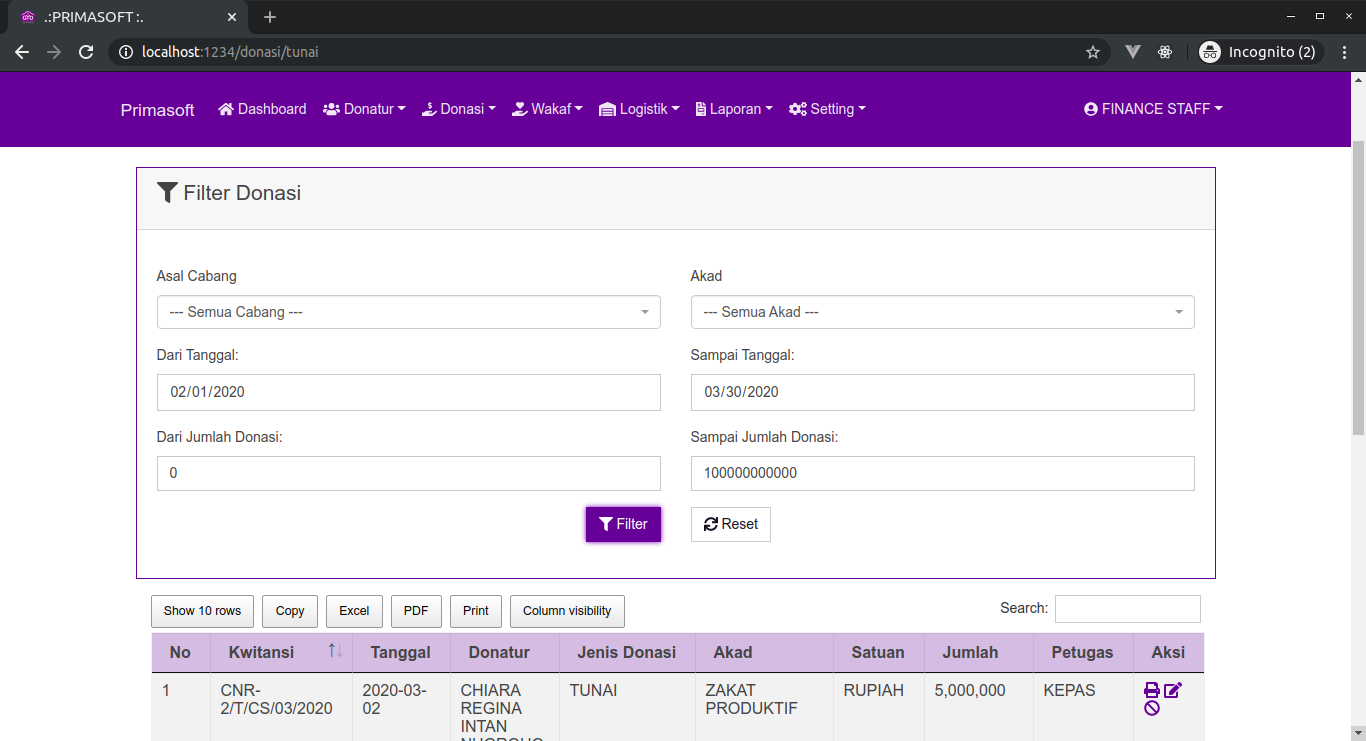 .:PRIMASOFT :.
localhost:1234/donasi/tunai
Incognito (2)
Primasoft Dashboard Donatur Donasi Wakaf Logistik Laporan Setting FINANCE STAFF
Filter Donasi
Asal Cabang Akad
--- Semua Cabang --- --- Semua Akad ---
Dari Tanggal: Sampai Tanggal:
02/01/2020 03/30/2020
Dari Jumlah Donasi: Sampai Jumlah Donasi:
0 100000000000
Filter Reset
Show 10 rows Copy Excel PDF Print Column visibility Search:
No Kwitansi Tanggal Donatur Jenis Donasi Akad Satuan Jumlah Petugas Aksi
1 CNR- 2020-03- CHIARA TUNAI ZAKAT RUPIAH 5,000,000 KEPAS
2/T/CS/03/2020 02 REGINA PRODUKTIF
INTAN